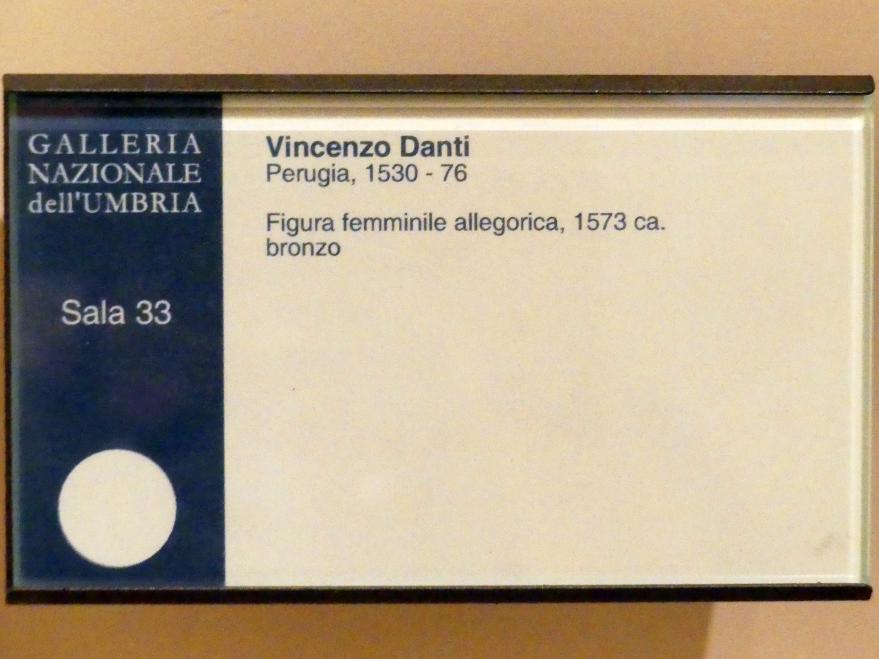 GALLERIA
NAZIONALE
dell'UMBRIA
Sala 33
Vincenzo Danti
Perugia, 1530 - 76
Figura femminile allegorica, 1573 ca.
bronzo